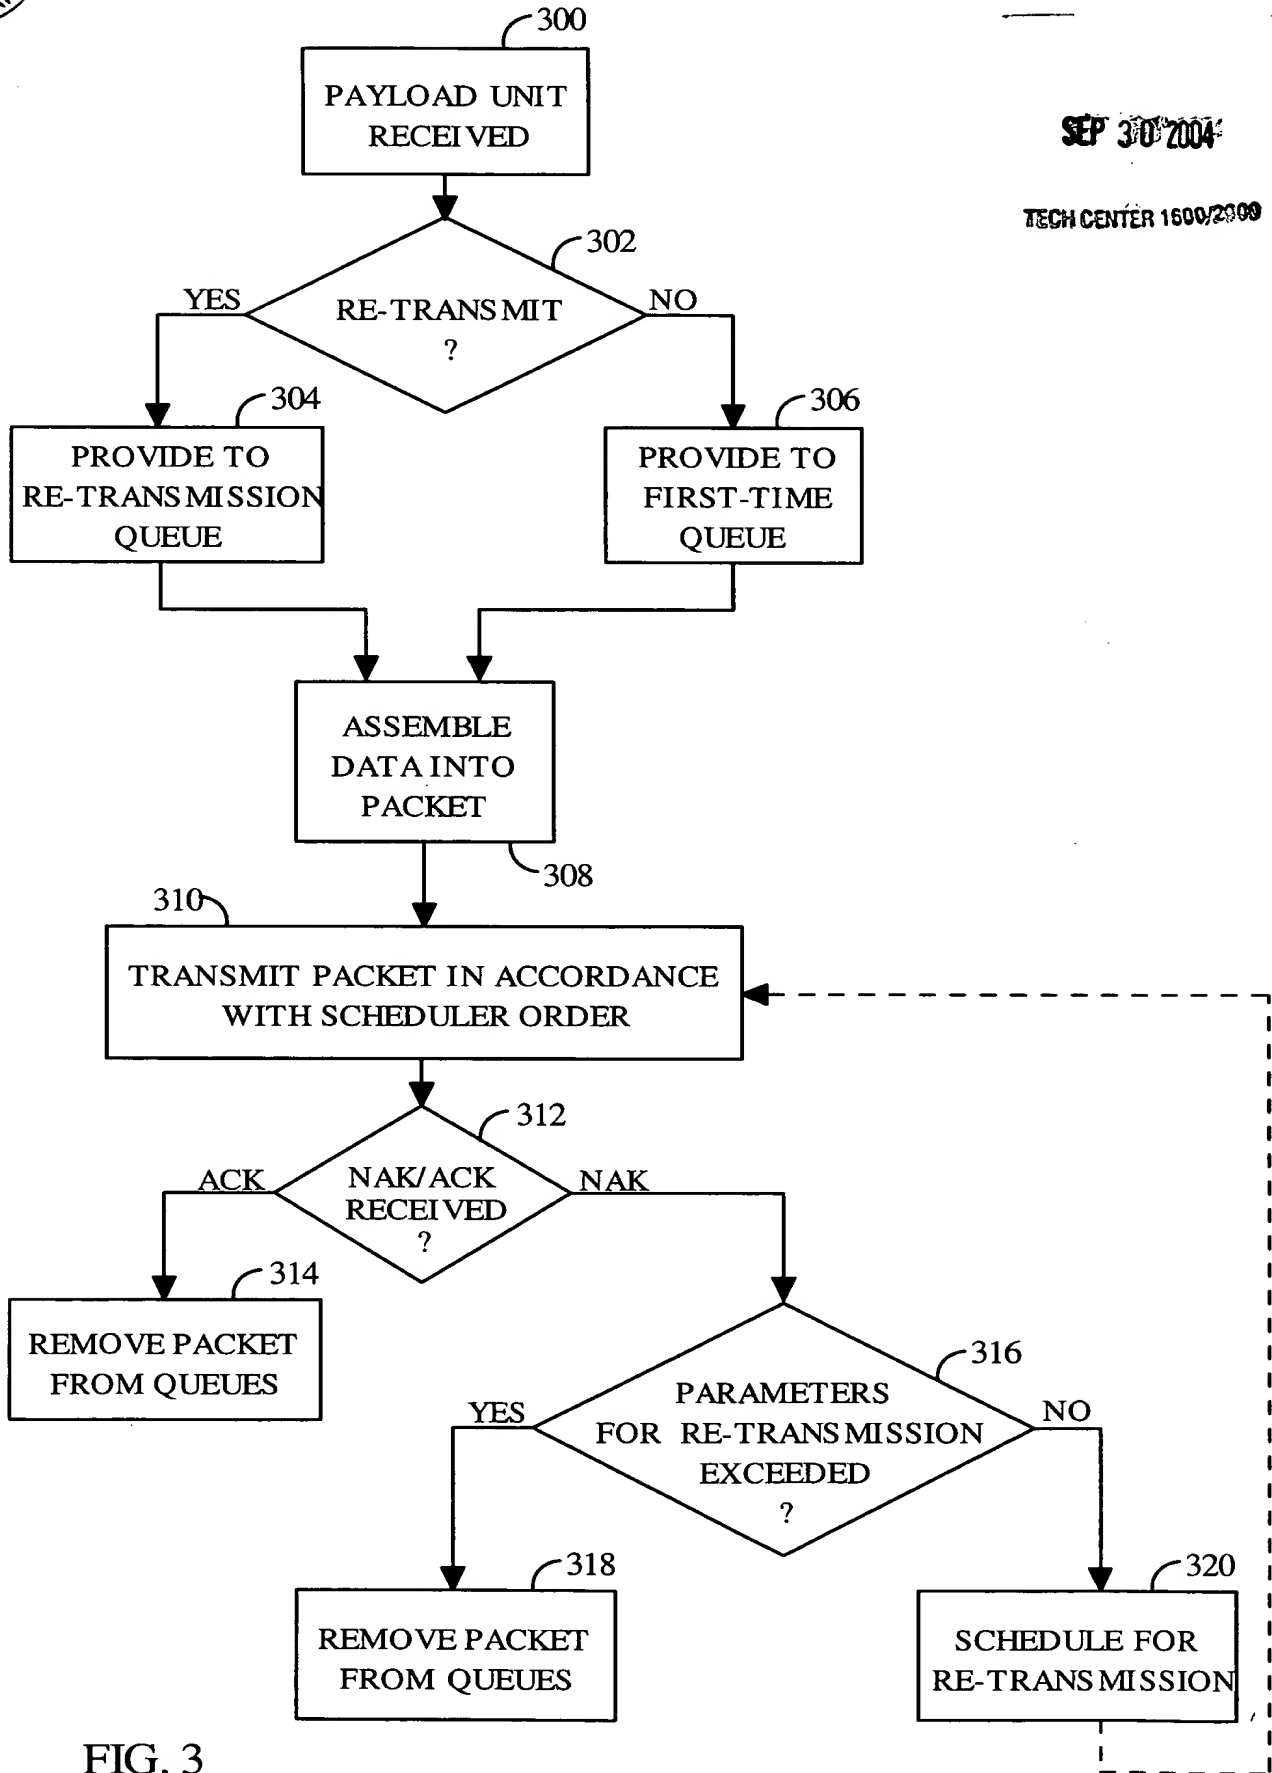 300
PAYLOAD UNIT
RECEIVED
SEP 30 2004
TECH CENTER 1600/2900
302
YES
RE-TRANSMIT
?
NO
304
306
PROVIDE TO
RE-TRANSMISSION
QUEUE
PROVIDE TO
FIRST-TIME
QUEUE
ASSEMBLE
DATA INTO
PACKET
308
310
TRANSMIT PACKET IN ACCORDANCE
WITH SCHEDULER ORDER
312
ACK
NAK/ACK
RECEIVED
?
NAK
314
REMOVE PACKET
FROM QUEUES
316
YES
PARAMETERS
FOR RE-TRANSMISSION
EXCEEDED
?
NO
318
320
REMOVE PACKET
FROM QUEUES
SCHEDULE FOR
RE-TRANSMISSION
FIG. 3